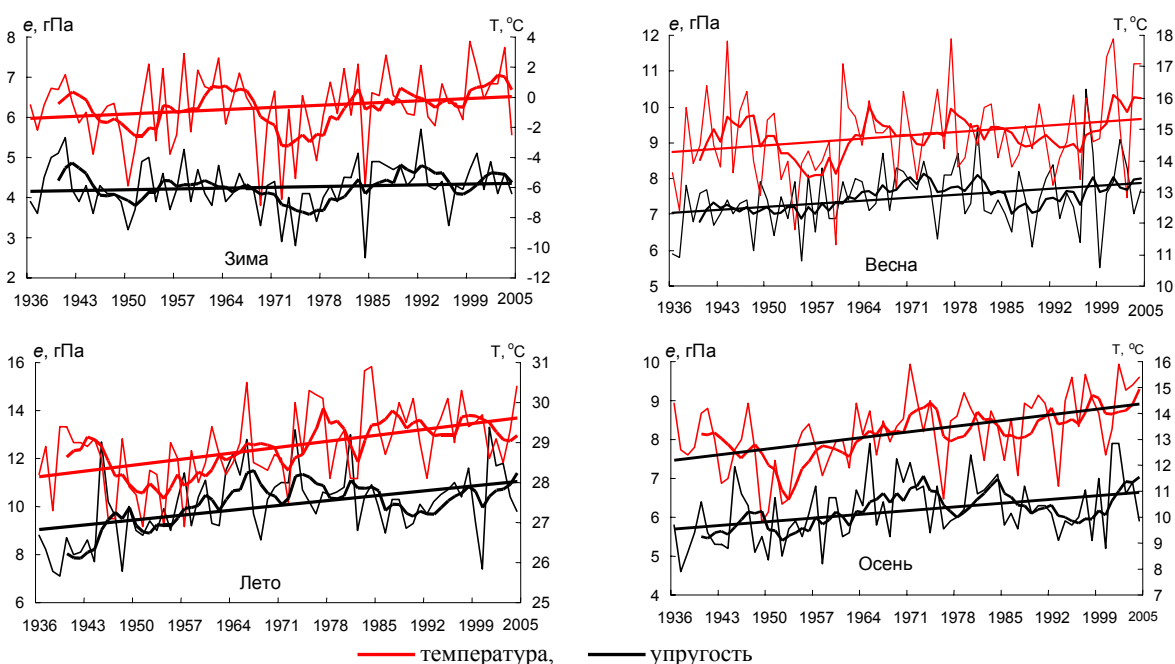 e, гПа T, °C
8 7 6 5 4 3 2
4 2 0 -2 -4 -6 -8 -10 -12
Зима
1936 1943 1950 1957 1964 1971 1978 1985 1992 1999 2005
e, гПа T, °C
12 11 10 9 8 7 6 5
18 17 16 15 14 13 12 11 10
Весна
1936 1943 1950 1957 1964 1971 1978 1985 1992 1999 2005
e, гПа T, °C
16 14 12 10 8 6
31 30 29 28 27 26 25
Лето
1936 1943 1950 1957 1964 1971 1978 1985 1992 1999 2005
e, гПа T, °C
10 9 8 7 6 5 4
16 15 14 13 12 11 10 9 8 7
Осень
1936 1943 1950 1957 1964 1971 1978 1985 1992 1999 2005
температура, упругость